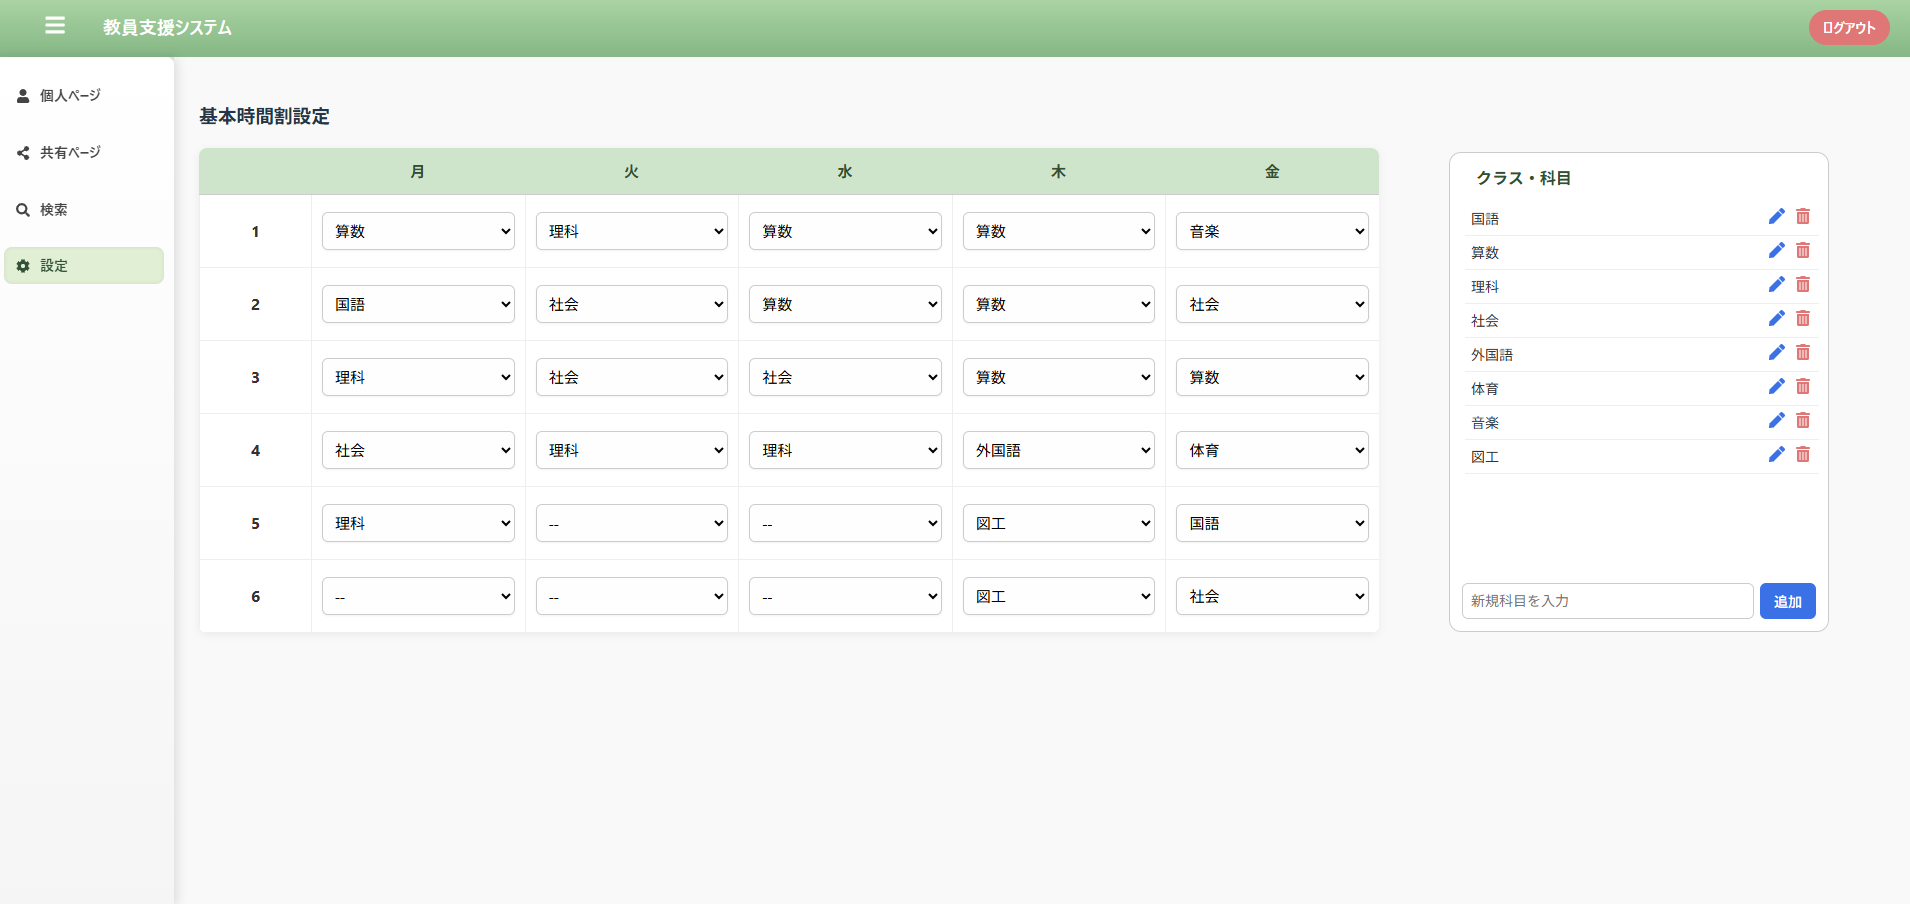 教員支援システム
ログアウト
個人ページ
共有ページ
検索
設定
基本時間割設定
月 火 水 木 金
1 算数 理科 算数 算数 音楽
2 国語 社会 算数 算数 社会
3 理科 社会 社会 算数 算数
4 社会 理科 理科 外国語 体育
5 理科 -- -- 図工 国語
6 -- -- -- 図工 社会
クラス・科目
国語
算数
理科
社会
外国語
体育
音楽
図工
新規科目を入力 追加